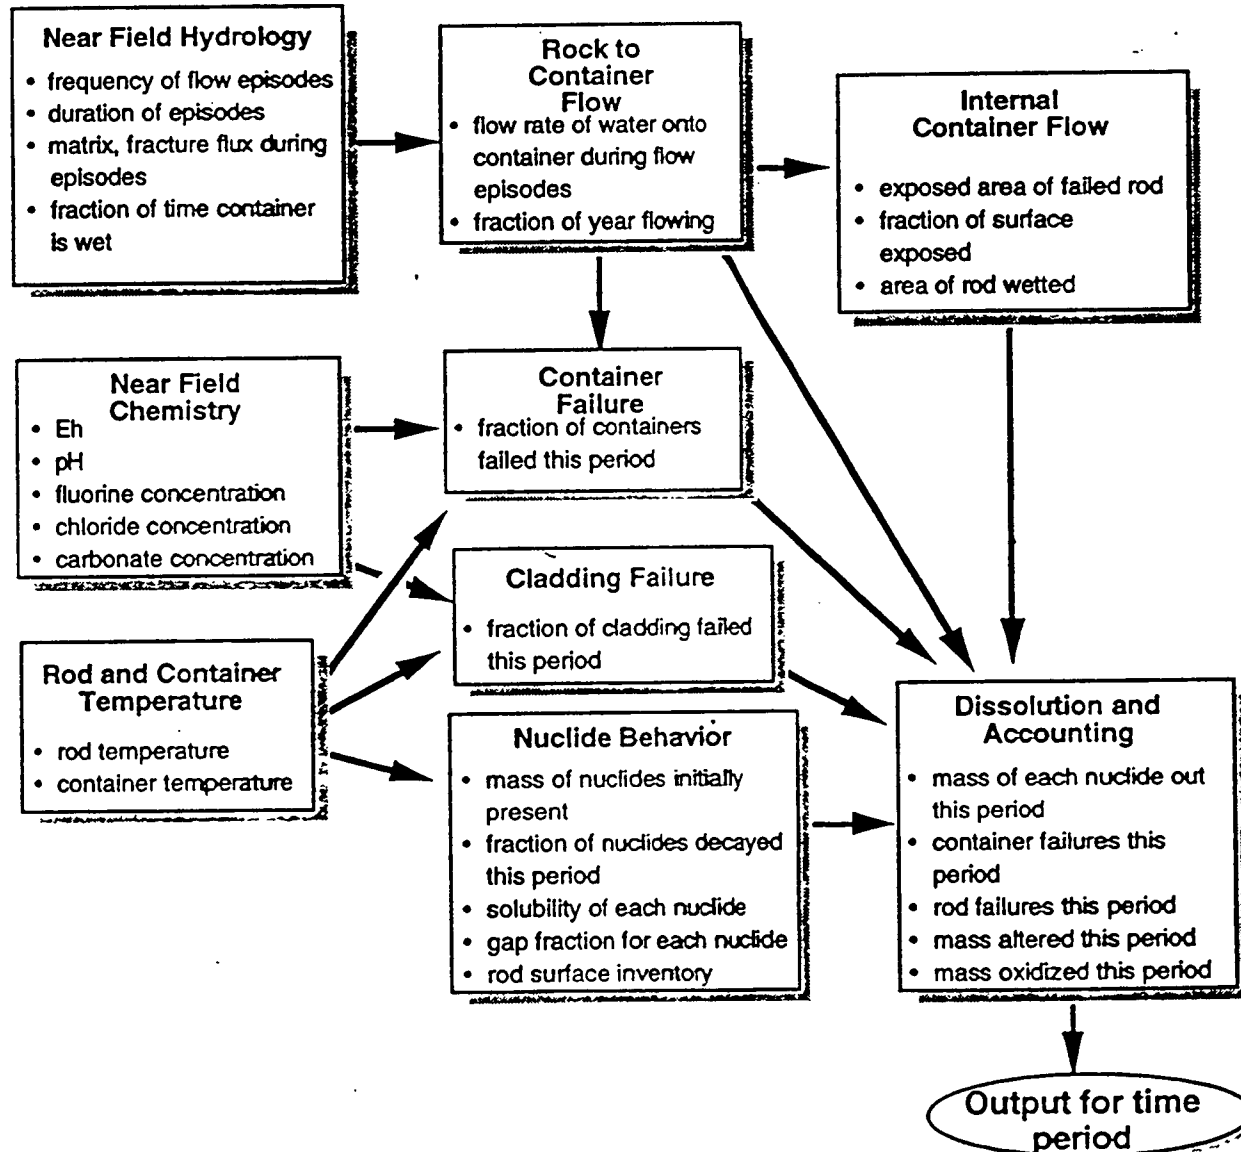 Near Field Hydrology
• frequency of flow episodes
• duration of episodes
• matrix, fracture flux during
episodes
• fraction of time container
is wet
Rock to
Container
Flow
• flow rate of water onto
container during flow
episodes
• fraction of year flowing
Internal
Container Flow
• exposed area of failed rod
• fraction of surface
exposed
• area of rod wetted
Near Field
Chemistry
• Eh
• pH
• fluorine concentration
• chloride concentration
• carbonate concentration
Container
Failure
• fraction of containers
failed this period
Cladding Failure
• fraction of cladding failed
this period
Rod and Container
Temperature
• rod temperature
• container temperature
Nuclide Behavior
• mass of nuclides initially
present
• fraction of nuclides decayed
this period
• solubility of each nuclide
• gap fraction for each nuclide
• rod surface inventory
Dissolution and
Accounting
• mass of each nuclide out
this period
• container failures this
period
• rod failures this period
• mass altered this period
• mass oxidized this period
Output for time
period